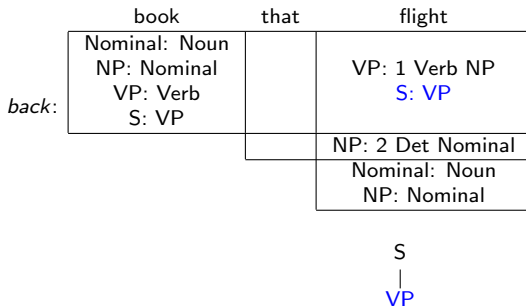 book that flight
back:
Nominal: Noun
NP: Nominal
VP: Verb
S: VP
VP: 1 Verb NP
S: VP
NP: 2 Det Nominal
Nominal: Noun
NP: Nominal
S
VP